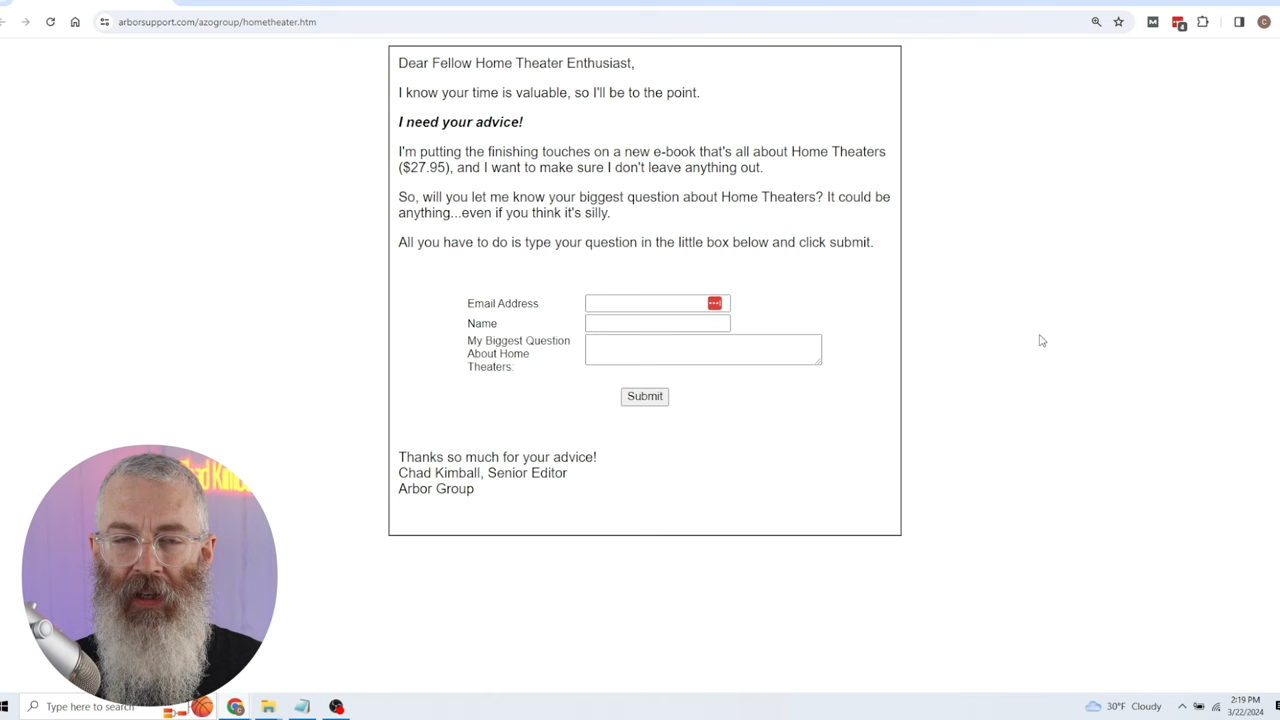 arborsupport.com/azogroup/hometheater.htm
M
4
C
Dear Fellow Home Theater Enthusiast,
I know your time is valuable, so I'll be to the point.
I need your advice!
I'm putting the finishing touches on a new e-book that's all about Home Theaters
($27.95), and I want to make sure I don't leave anything out.
So, will you let me know your biggest question about Home Theaters? It could be
anything...even if you think it's silly.
All you have to do is type your question in the little box below and click submit.
Email Address
Name
My Biggest Question
About Home
Theaters:
Submit
Thanks so much for your advice!
Chad Kimball, Senior Editor
Arbor Group
Type here to search
30°F Cloudy
2:19 PM
3/22/2024